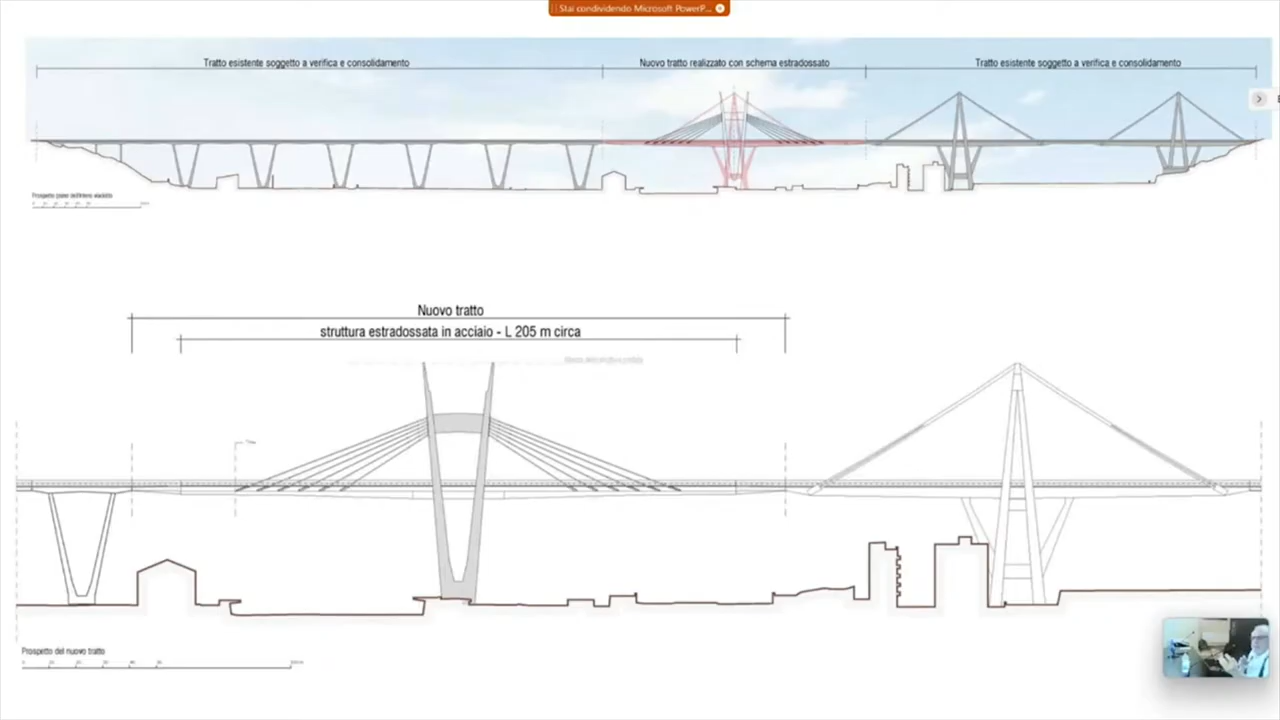 Stai condividendo Microsoft PowerP...
Tratto esistente soggetto a verifica e consolidamento
Nuovo tratto realizzato con schema estradossato
Tratto esistente soggetto a verifica e consolidamento
Nuovo tratto
struttura estradossata in acciaio - L 205 m circa
Prospetto del nuovo tratto